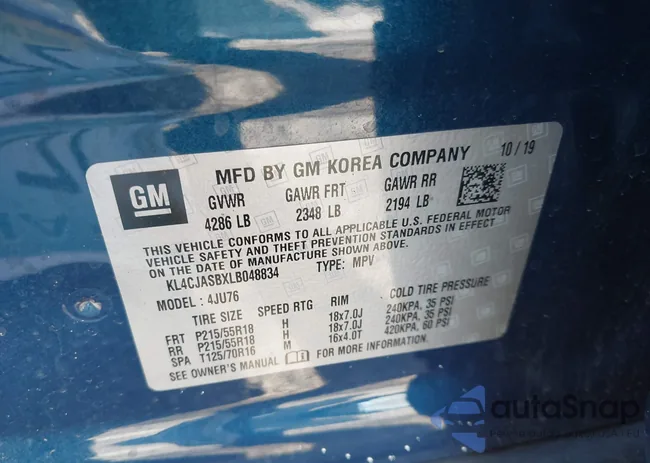 MFD BY GM KOREA COMPANY 10/19
GM
GVWR GAWR FRT GAWR RR
4286 LB 2348 LB 2194 LB
THIS VEHICLE CONFORMS TO ALL APPLICABLE U.S. FEDERAL MOTOR
VEHICLE SAFETY AND THEFT PREVENTION STANDARDS IN EFFECT
ON THE DATE OF MANUFACTURE SHOWN ABOVE.
KL4CJASBXLB048834 TYPE: MPV
MODEL: 4JU76
TIRE SIZE SPEED RTG RIM COLD TIRE PRESSURE
FRT P215/55R18 H 18x7.0J 240KPA, 35 PSI
RR P215/55R18 H 18x7.0J 240KPA, 35 PSI
SPA T125/70R16 M 16x4.0T 420KPA, 60 PSI
SEE OWNER'S MANUAL FOR MORE INFORMATION.
autoSnap